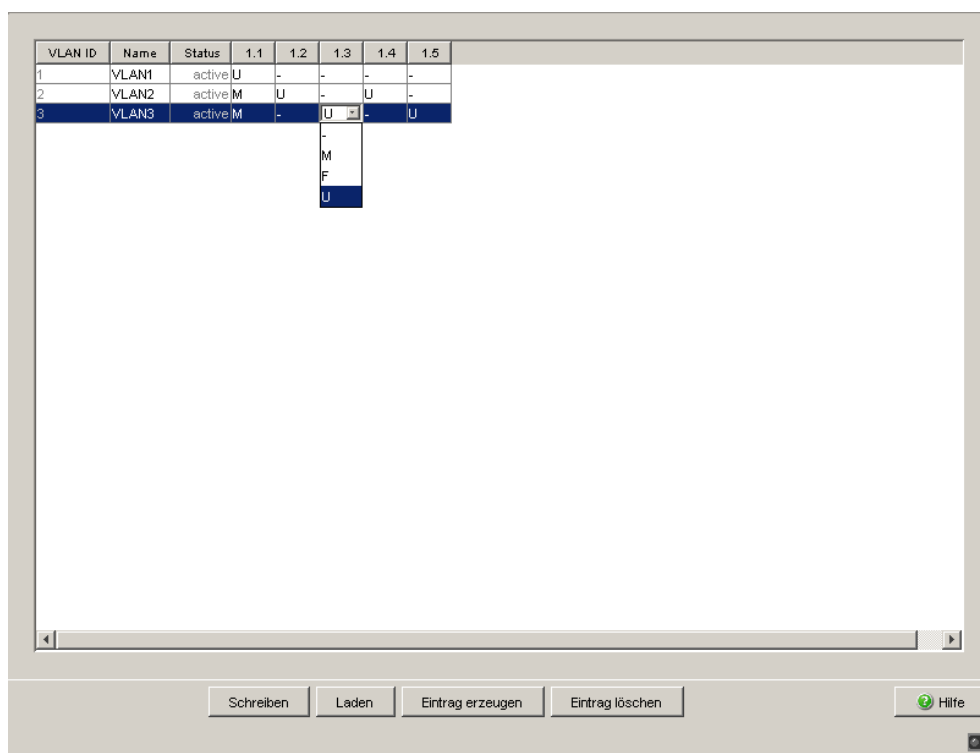 VLAN ID Name Status 1.1 1.2 1.3 1.4 1.5
1 VLAN1 active U - - - -
2 VLAN2 active M U - U -
3 VLAN3 active M - U - U
-
M
F
U
Schreiben Laden Eintrag erzeugen Eintrag löschen Hilfe